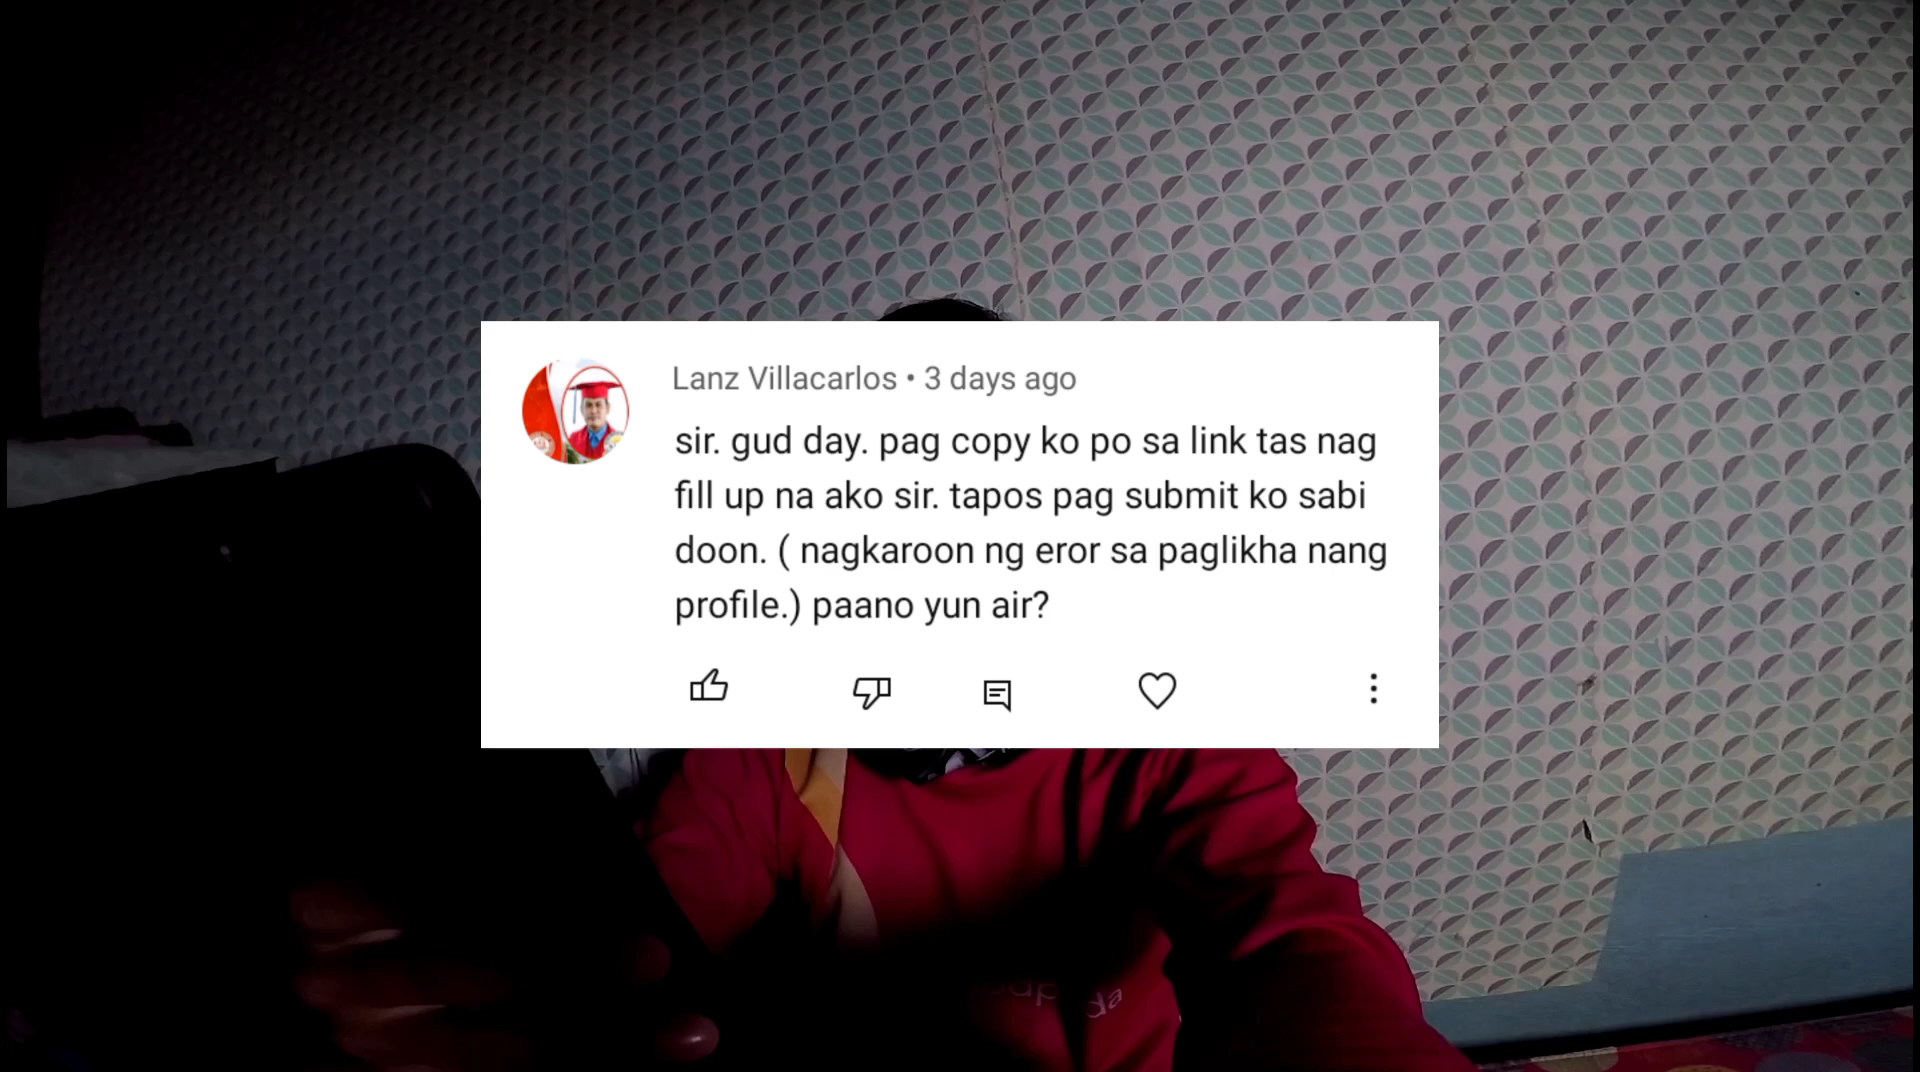 Lanz Villacarlos • 3 days ago
sir. gud day. pag copy ko po sa link tas nag
fill up na ako sir. tapos pag submit ko sabi
doon. ( nagkaroon ng eror sa paglikha nang
profile.) paano yun air?